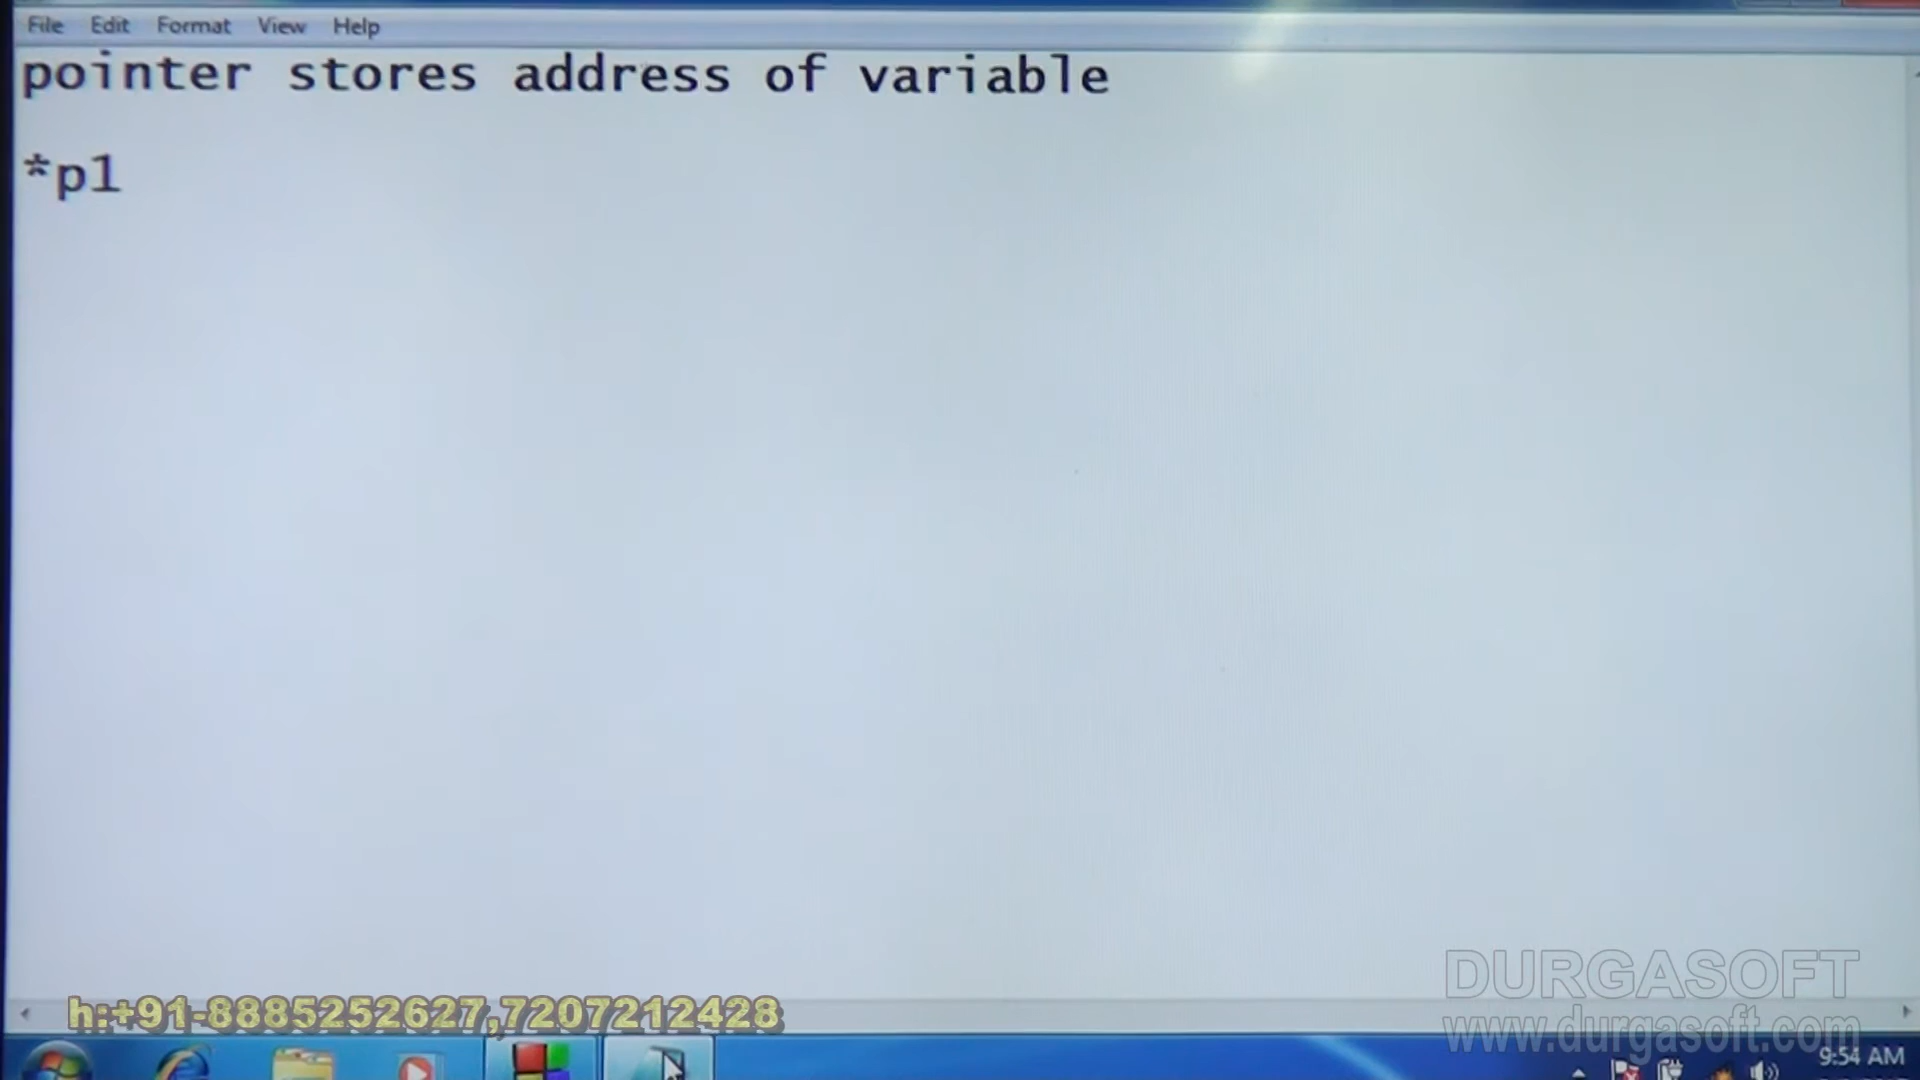 File Edit Format View Help
pointer stores address of variable
*p1
h:+91-8885252627,7207212428
DURGASOFT
www.durgasoft.com
9:54 AM